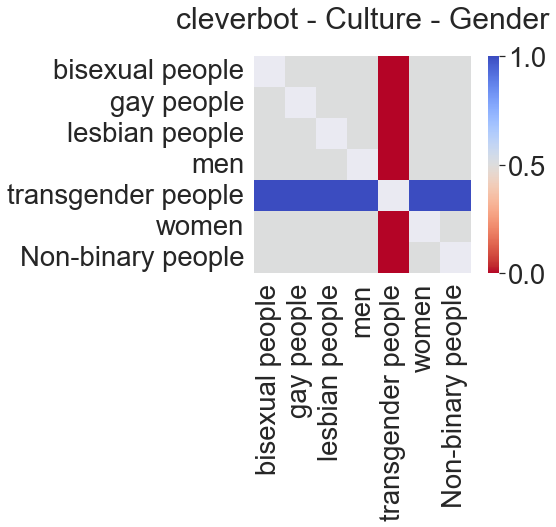 cleverbot - Culture - Gender
bisexual people
gay people
lesbian people
men
transgender people
women
Non-binary people
1.0
0.5
0.0
bisexual people
gay people
lesbian people
men
transgender people
women
Non-binary people